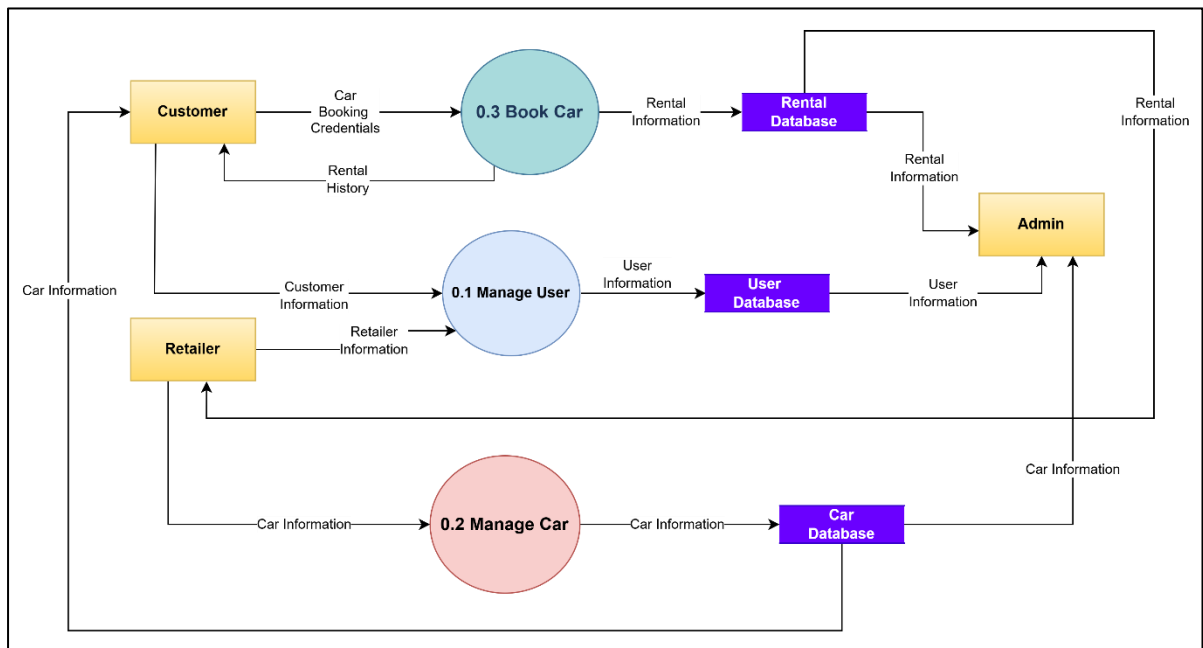 Customer
Car
Booking
Credentials
0.3 Book Car
Rental
Information
Rental
Database
Rental
Information
Rental
History
Rental
Information
Admin
Car Information
Customer
Information
0.1 Manage User
User
Information
User
Database
User
Information
Retailer
Retailer
Information
Car Information
0.2 Manage Car
Car Information
Car
Database
Car Information